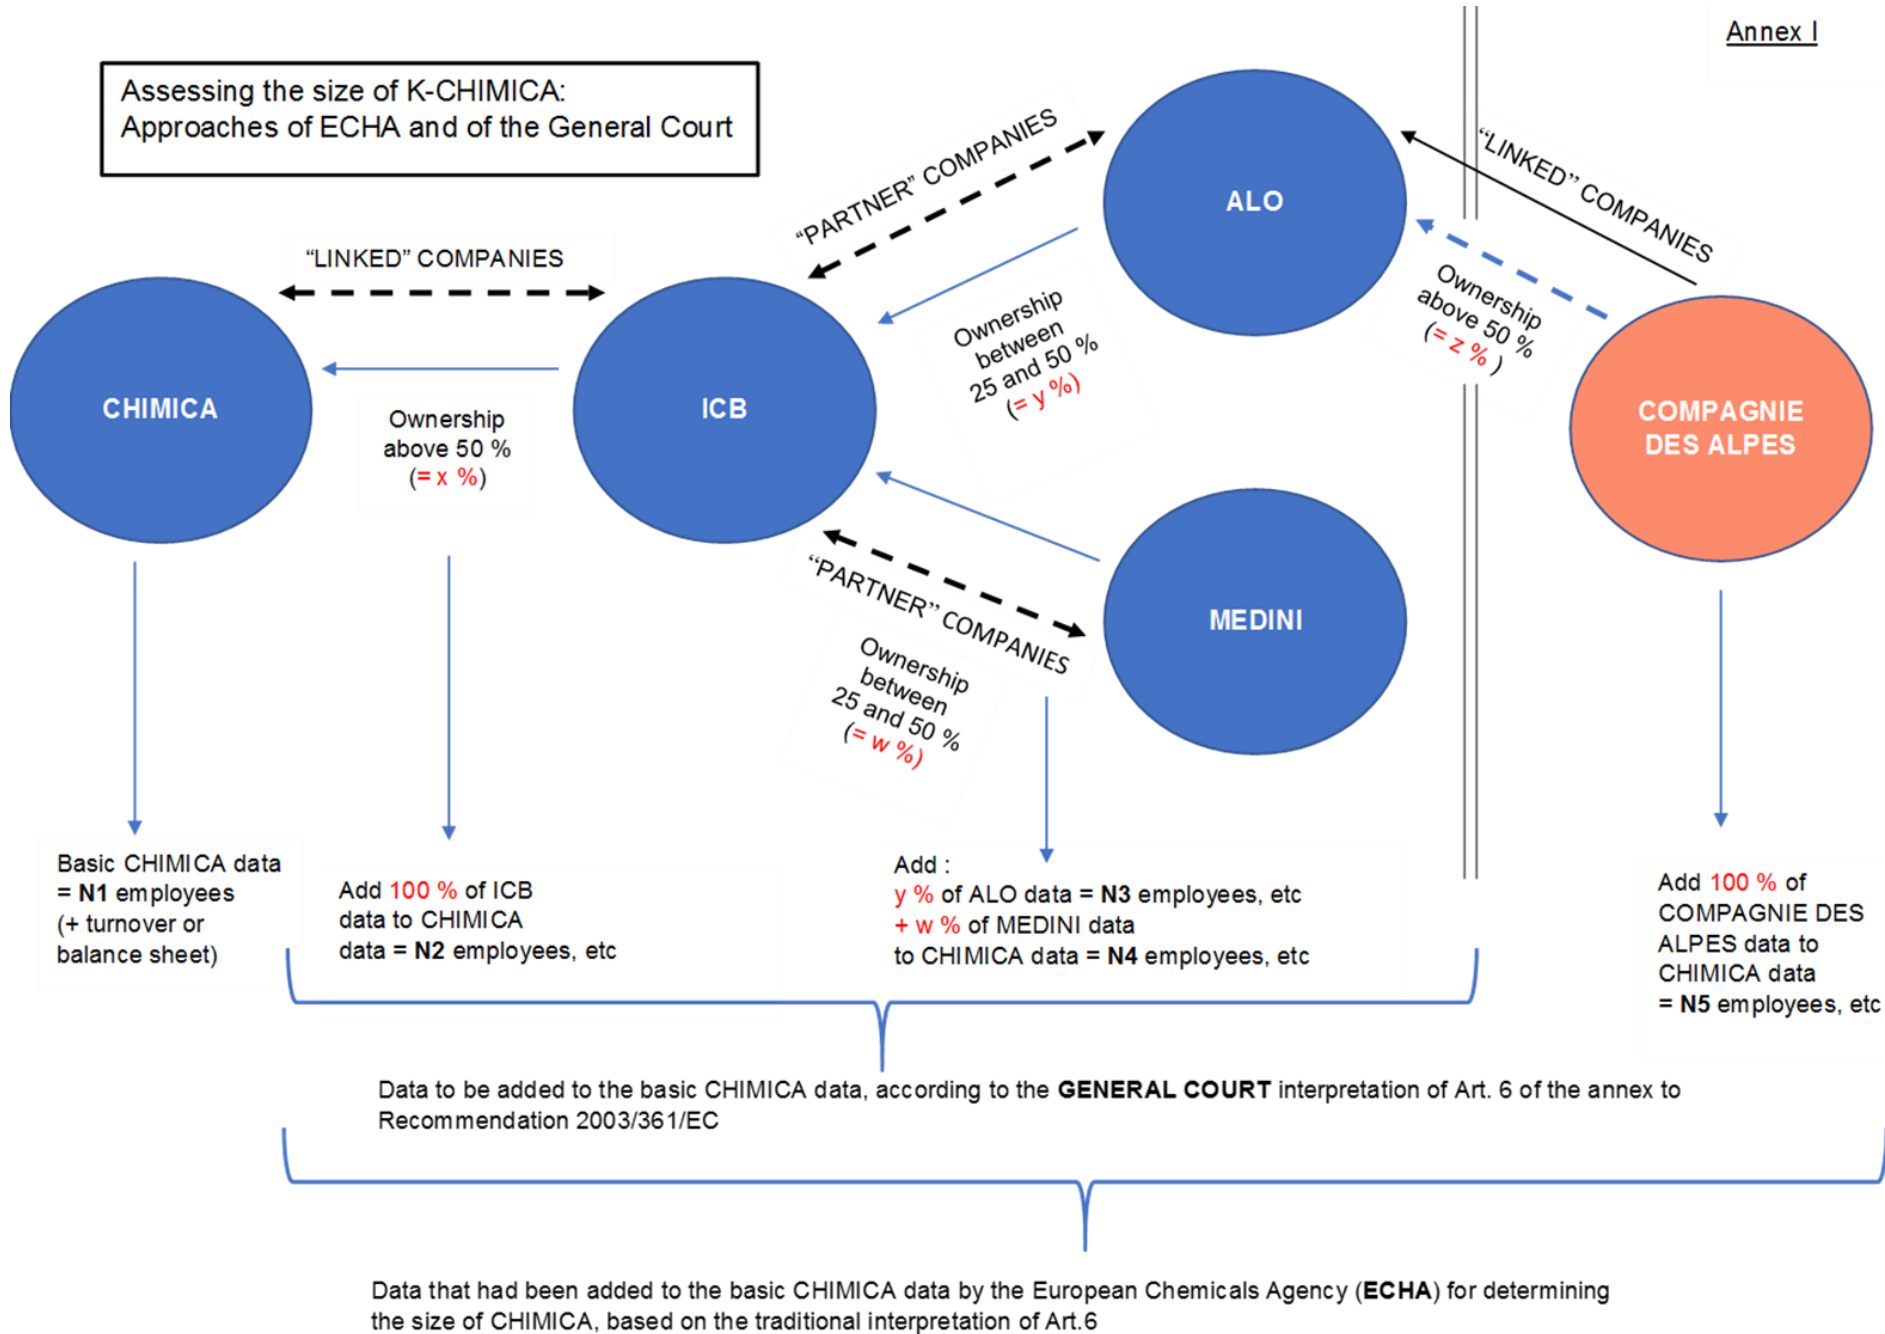 Annex I
Assessing the size of K-CHIMICA:
Approaches of ECHA and of the General Court
“PARTNER” COMPANIES
ALO
“LINKED” COMPANIES
“LINKED” COMPANIES
Ownership
between
25 and 50 %
(= y %)
Ownership
above 50 %
(= z % )
CHIMICA
Ownership
above 50 %
(= x %)
ICB
COMPAGNIE
DES ALPES
“PARTNER” COMPANIES
MEDINI
Ownership
between
25 and 50 %
(= w %)
Basic CHIMICA data
= N1 employees
(+ turnover or
balance sheet)
Add 100 % of ICB
data to CHIMICA
data = N2 employees, etc
Add :
y % of ALO data = N3 employees, etc
+ w % of MEDINI data
to CHIMICA data = N4 employees, etc
Add 100 % of
COMPAGNIE DES
ALPES data to
CHIMICA data
= N5 employees, etc
Data to be added to the basic CHIMICA data, according to the GENERAL COURT interpretation of Art. 6 of the annex to
Recommendation 2003/361/EC
Data that had been added to the basic CHIMICA data by the European Chemicals Agency (ECHA) for determining
the size of CHIMICA, based on the traditional interpretation of Art.6